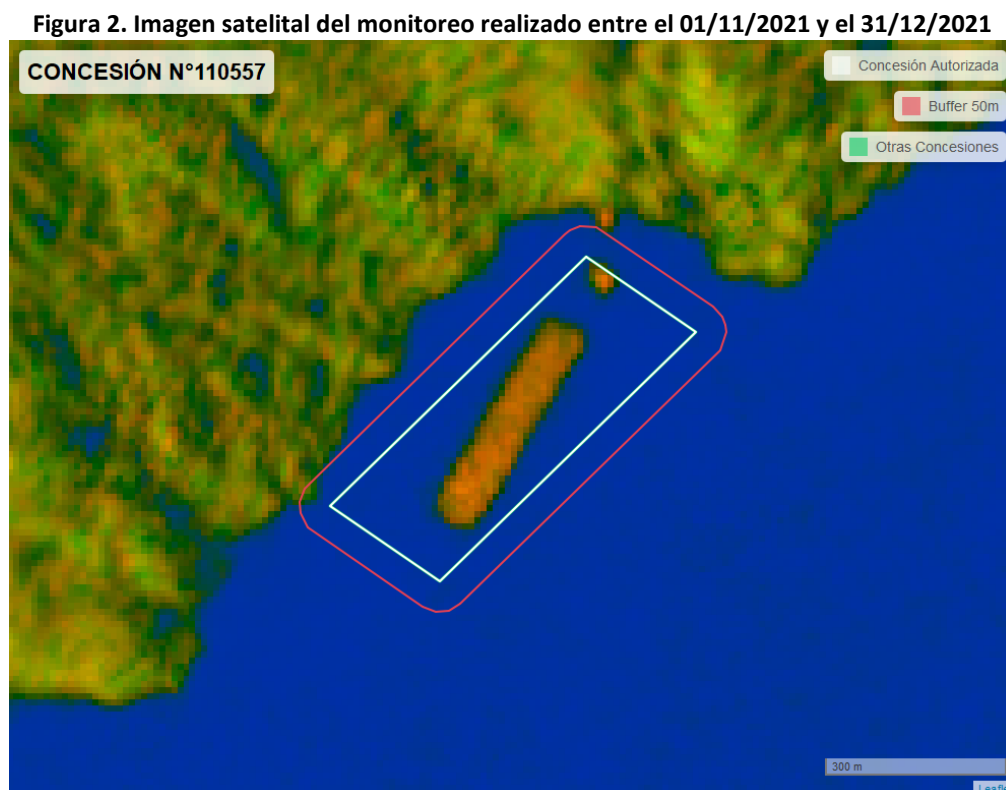 Figura 2. Imagen satelital del monitoreo realizado entre el 01/11/2021 y el 31/12/2021
CONCESIÓN N°110557
Concesión Autorizada
Buffer 50m
Otras Concesiones
300 m